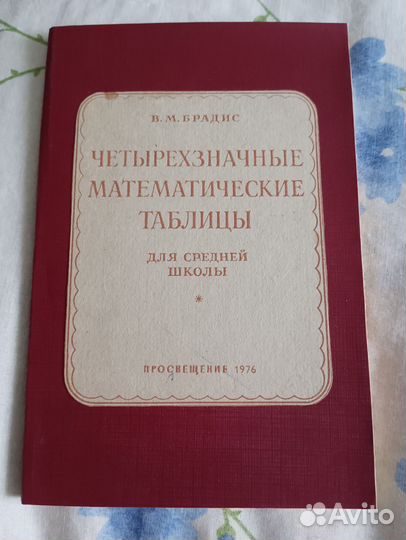 В. М. БРАДИС
ЧЕТЫРЕХЗНАЧНЫЕ
МАТЕМАТИЧЕСКИЕ
ТАБЛИЦЫ
ДЛЯ СРЕДНЕЙ
ШКОЛЫ
*
ПРОСВЕЩЕНИЕ 1976
Avito